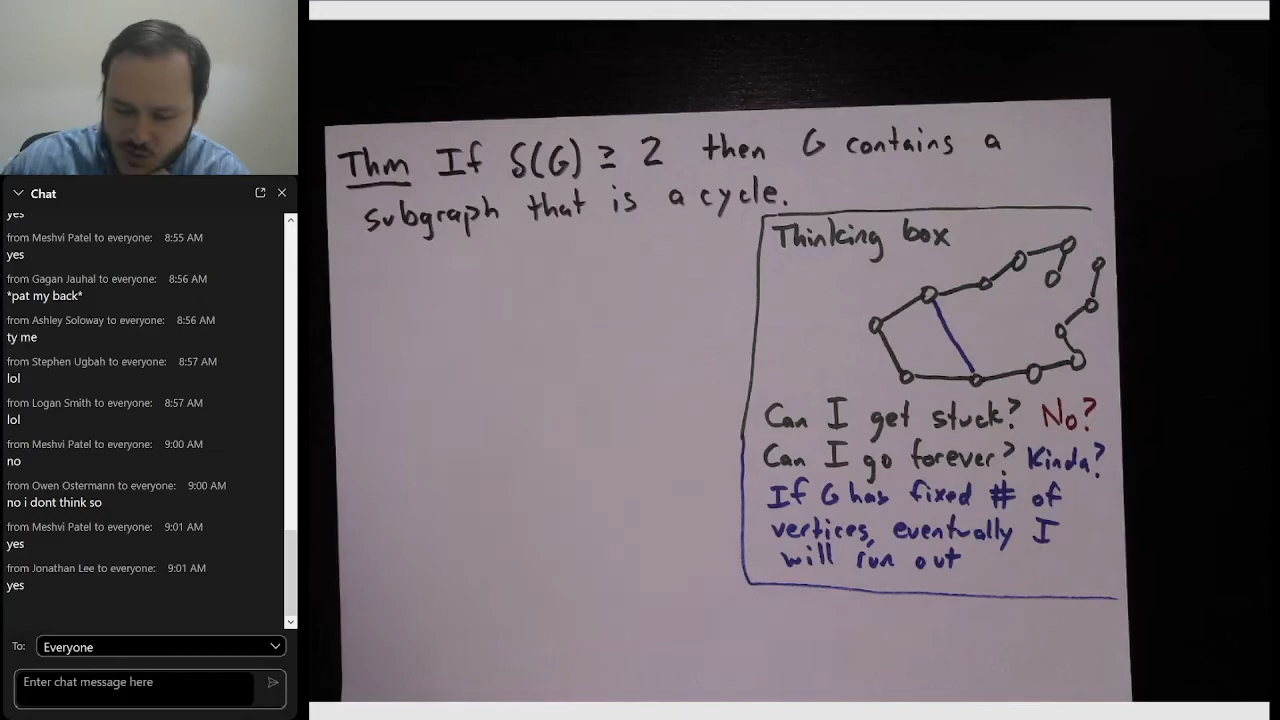 Chat
yes
from Meshvi Patel to everyone: 8:55 AM
yes
from Gagan Jauhal to everyone: 8:56 AM
*pat my back*
from Ashley Soloway to everyone: 8:56 AM
ty me
from Stephen Ugbah to everyone: 8:57 AM
lol
from Logan Smith to everyone: 8:57 AM
lol
from Meshvi Patel to everyone: 9:00 AM
no
from Owen Ostermann to everyone: 9:00 AM
no i dont think so
from Meshvi Patel to everyone: 9:01 AM
yes
from Jonathan Lee to everyone: 9:01 AM
yes
To: Everyone
Enter chat message here
Thm If δ(G) ≥ 2 then G contains a
subgraph that is a cycle.
Thinking box
Can I get stuck? No?
Can I go forever? Kinda?
If G has fixed # of
vertices, eventually I
will run out